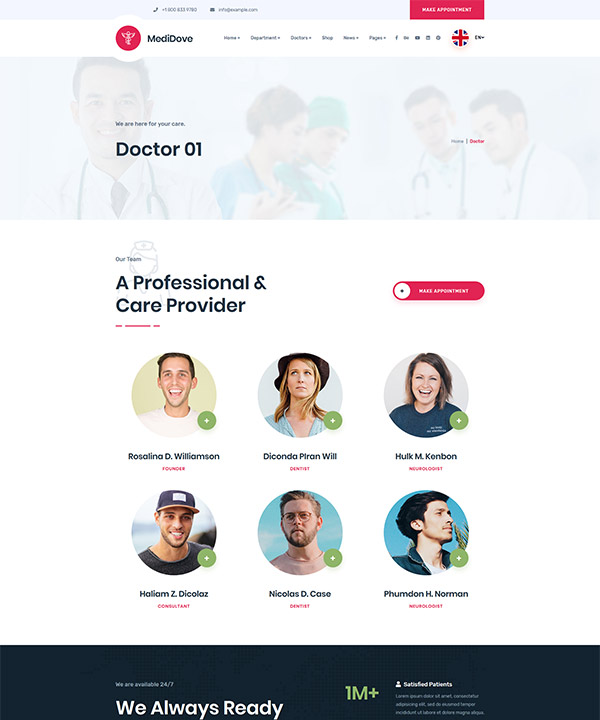 +1 900 833 9780 info@example.com MAKE APPOINTMENT
MediDove Home Department Doctors Shop News Pages EN
We are here for your care.
Doctor 01
Home | Doctor
Our Team
A Professional &
Care Provider
MAKE APPOINTMENT
Rosalina D. Williamson Diconda PIran Will Hulk M. Kenbon
FOUNDER DENTIST NEUROLOGIST
Haliam Z. Dicolaz Nicolas D. Case Phumdon H. Norman
CONSULTANT DENTIST NEUROLOGIST
We are available 24/7
We Always Ready
1M+
Satisfied Patients
Lorem ipsum dolor sit amet, consectetur
adipisicing elit, sed do eiusmod tempor
incididunt ut labore et dolore magna aliqua.